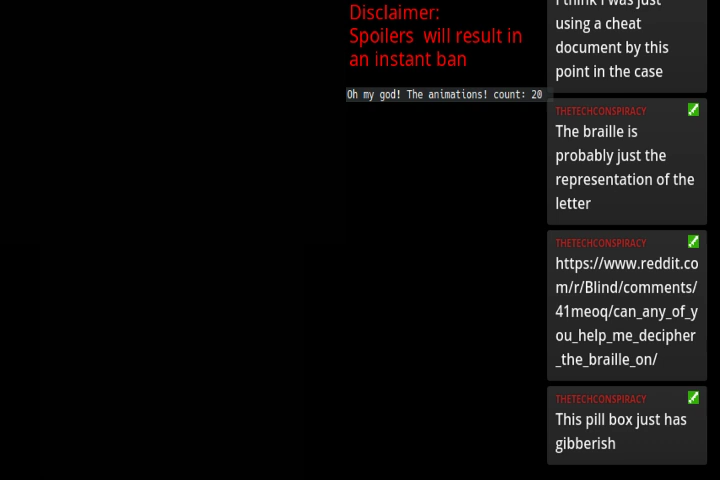 Disclaimer:
Spoilers will result in
an instant ban
Oh my god! The animations! count: 20
I think I was just
using a cheat
document by this
point in the case
THETECHCONSPIRACY
The braille is
probably just the
representation of the
letter
THETECHCONSPIRACY
https://www.reddit.co
m/r/Blind/comments/
41meoq/can_any_of_y
ou_help_me_decipher
_the_braille_on/
THETECHCONSPIRACY
This pill box just has
gibberish